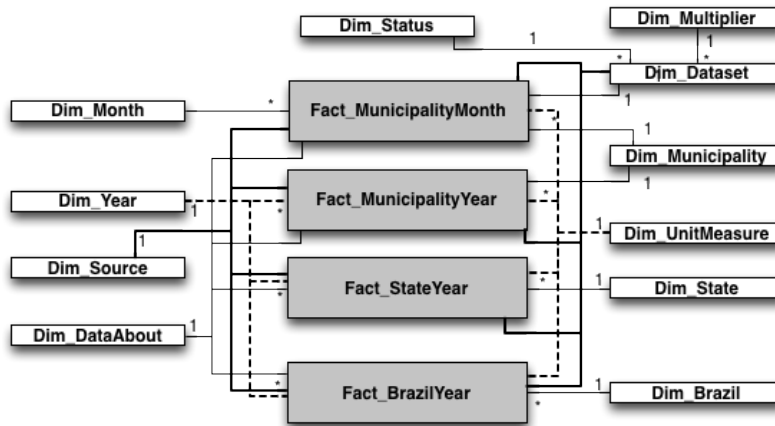 Dim_Multiplier
Dim_Status
1
1
*
*
Dim_Dataset
Dim_Month
*
Fact_MunicipalityMonth
1
*
1
Dim_Municipality
1
Dim_Year
1
*
Fact_MunicipalityYear
*
1
Dim_UnitMeasure
1
Dim_Source
*
Fact_StateYear
*
1
Dim_State
Dim_DataAbout
1
*
Fact_BrazilYear
*
1
Dim_Brazil